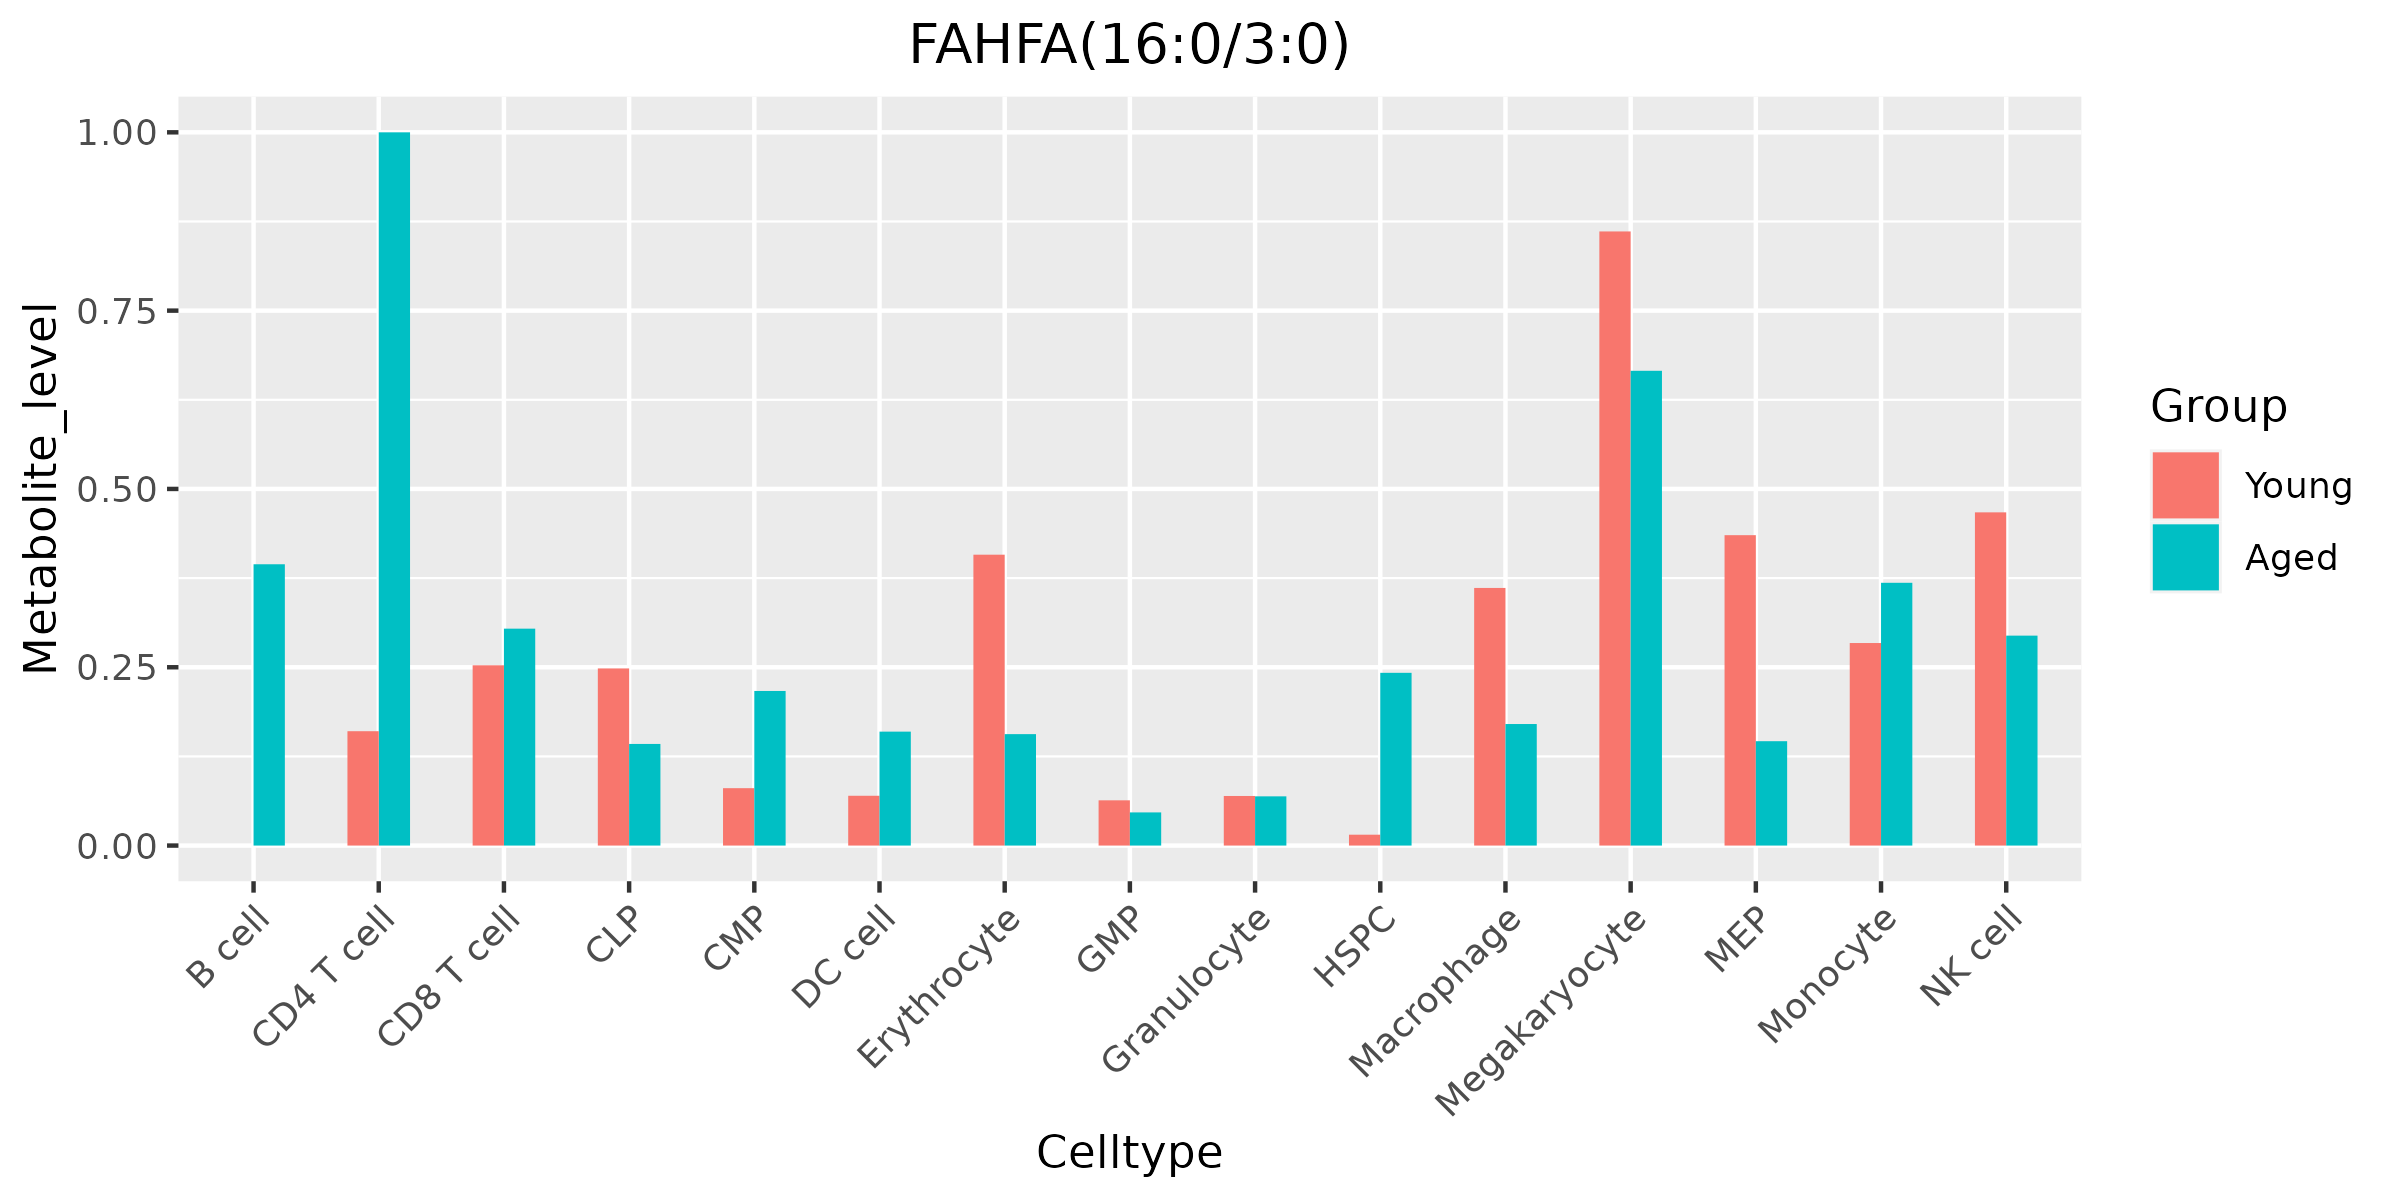 FAHFA(16:0/3:0)
Metabolite_level
1.00
0.75
0.50
0.25
0.00
B cell
CD4 T cell
CD8 T cell
CLP
CMP
DC cell
Erythrocyte
GMP
Granulocyte
HSPC
Macrophage
Megakaryocyte
MEP
Monocyte
NK cell
Celltype
Group
Young
Aged